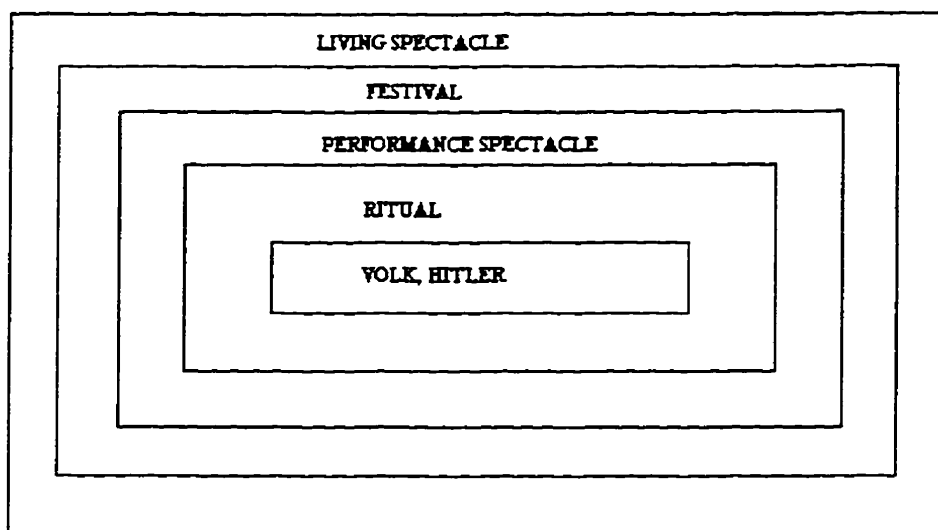 LIVING SPECTACLE
FESTIVAL
PERFORMANCE SPECTACLE
RITUAL
VOLK, HITLER